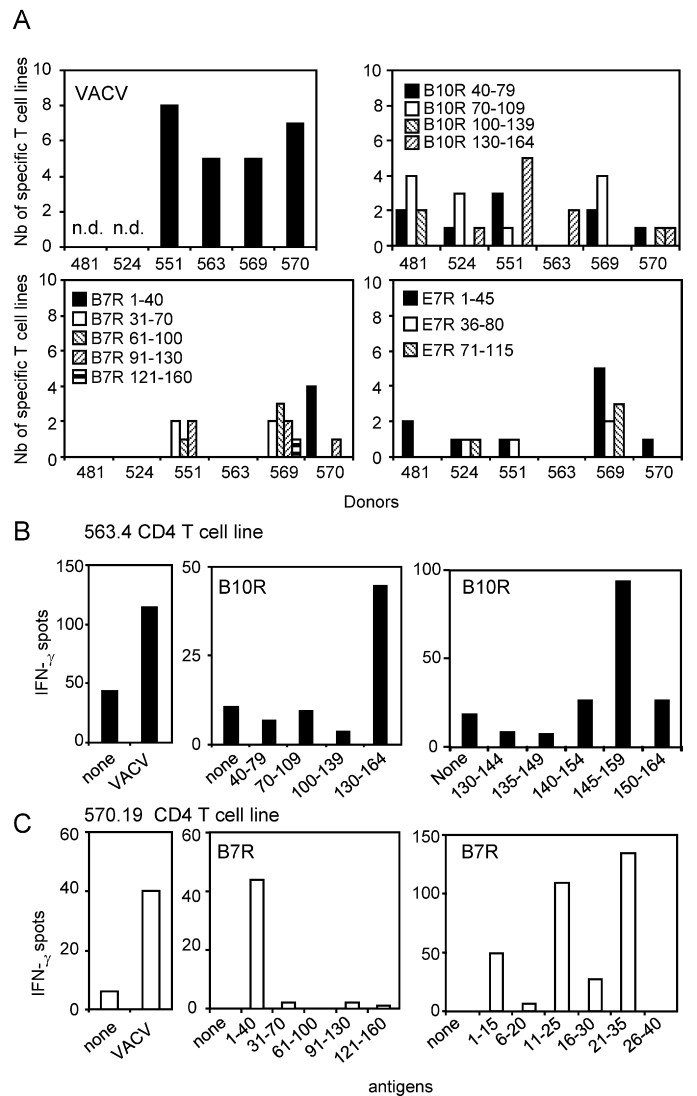 A
Nb of specific T cell lines
10
8
6
4
2
0
VACV
n.d. n.d.
481 524 551 563 569 570
10
8
6
4
2
0
B10R 40-79
B10R 70-109
B10R 100-139
B10R 130-164
481 524 551 563 569 570
Nb of specific T cell lines
10
8
6
4
2
0
B7R 1-40
B7R 31-70
B7R 61-100
B7R 91-130
B7R 121-160
481 524 551 563 569 570
10
8
6
4
2
0
E7R 1-45
E7R 36-80
E7R 71-115
481 524 551 563 569 570
Donors
B
563.4 CD4 T cell line
IFN-γ spots
150
100
50
0
none
VACV
50
25
0
B10R
none
40-79
70-109
100-139
130-164
100
50
0
B10R
None
130-144
135-149
140-154
145-159
150-164
C
570.19 CD4 T cell line
IFN-γ spots
60
40
20
0
none
VACV
60
40
20
0
B7R
none
1-40
31-70
61-100
91-130
121-160
150
100
50
0
B7R
none
1-15
6-20
11-25
16-30
21-35
26-40
antigens